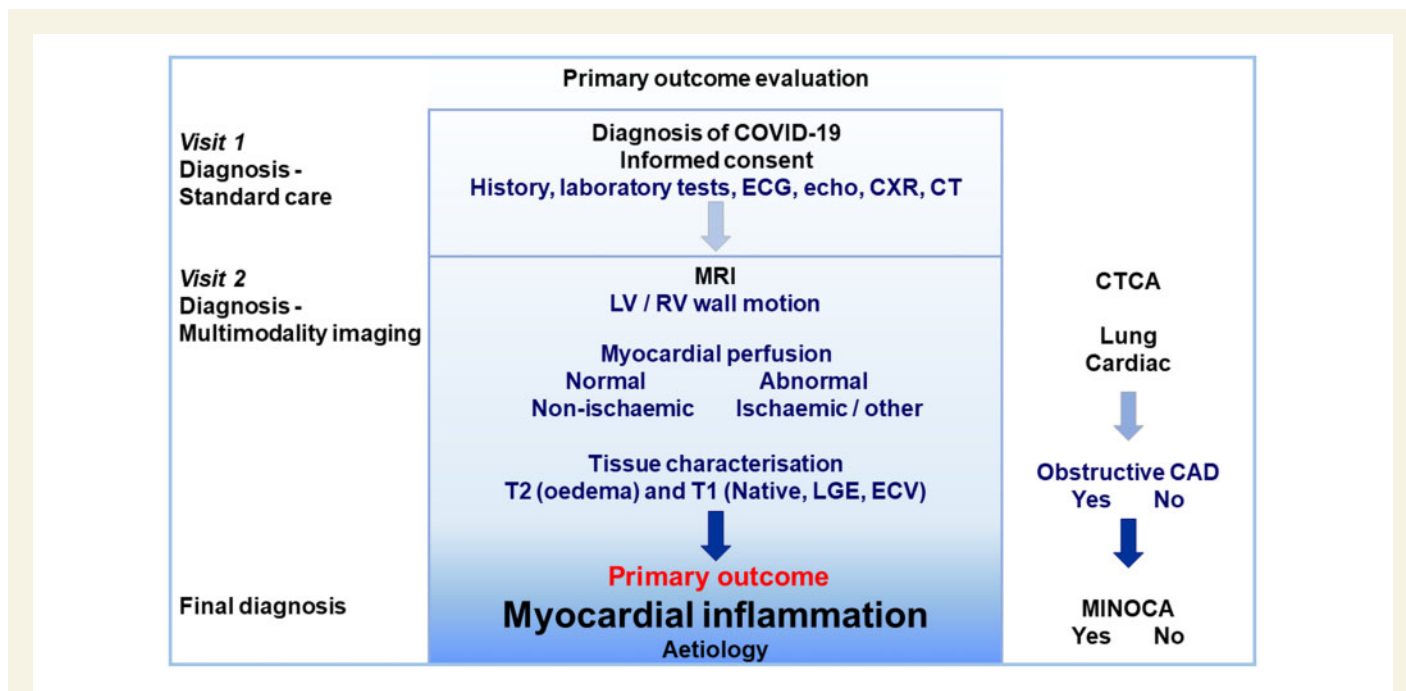 Primary outcome evaluation
Visit 1
Diagnosis -
Standard care
Diagnosis of COVID-19
Informed consent
History, laboratory tests, ECG, echo, CXR, CT
Visit 2
Diagnosis -
Multimodality imaging
MRI
LV / RV wall motion
Myocardial perfusion
Normal Abnormal
Non-ischaemic Ischaemic / other
Tissue characterisation
T2 (oedema) and T1 (Native, LGE, ECV)
CTCA
Lung
Cardiac
Obstructive CAD
Yes No
Final diagnosis
Primary outcome
Myocardial inflammation
Aetiology
MINOCA
Yes No